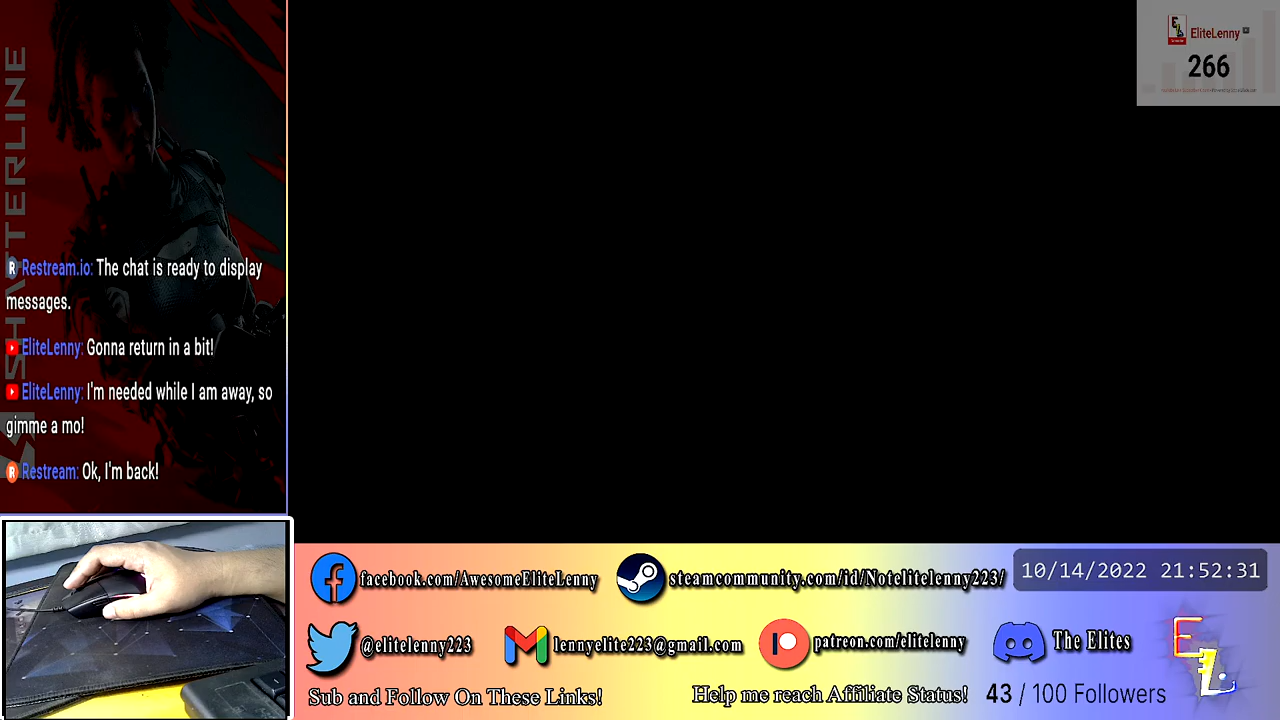 SHATTERLINE
EliteLenny
266
Restream.io: The chat is ready to display
messages.
EliteLenny: Gonna return in a bit!
EliteLenny: I'm needed while I am away, so
gimme a mo!
Restream: Ok, I'm back!
facebook.com/AwesomeEliteLenny
steamcommunity.com/id/Notelitelenny223/
10/14/2022 21:52:31
@elitelenny223
lennyelite223@gmail.com
patreon.com/elitelenny
The Elites
EL
Sub and Follow On These Links!
Help me reach Affiliate Status!
43 / 100 Followers